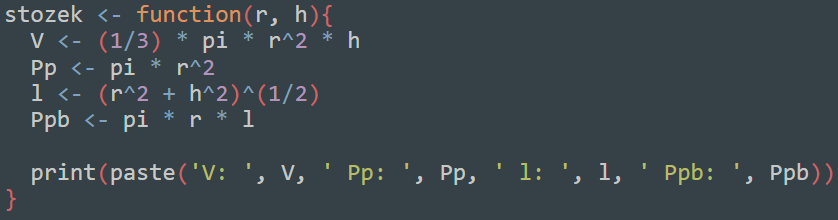 stozek <- function(r, h){
  V <- (1/3) * pi * r^2 * h
  Pp <- pi * r^2
  l <- (r^2 + h^2)^(1/2)
  Ppb <- pi * r * l

  print(paste('V: ', V, ' Pp: ', Pp, ' l: ', l, ' Ppb: ', Ppb))
}